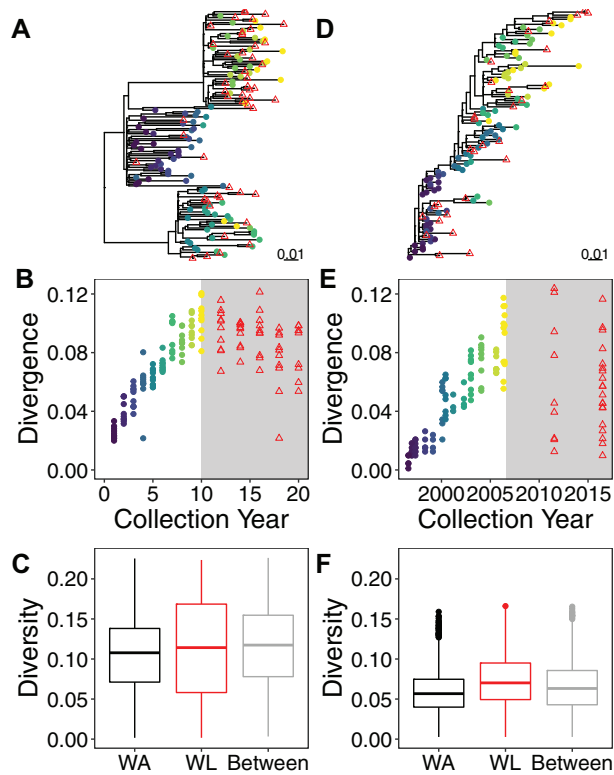 A
D
0.01
0.01
B
E
Divergence
0.12
0.08
0.04
0.00
0 5 10 15 20
Collection Year
Divergence
0.12
0.08
0.04
0.00
2000 2005 2010 2015
Collection Year
C
F
Diversity
0.20
0.15
0.10
0.05
0.00
WA WL Between
Diversity
0.20
0.15
0.10
0.05
0.00
WA WL Between